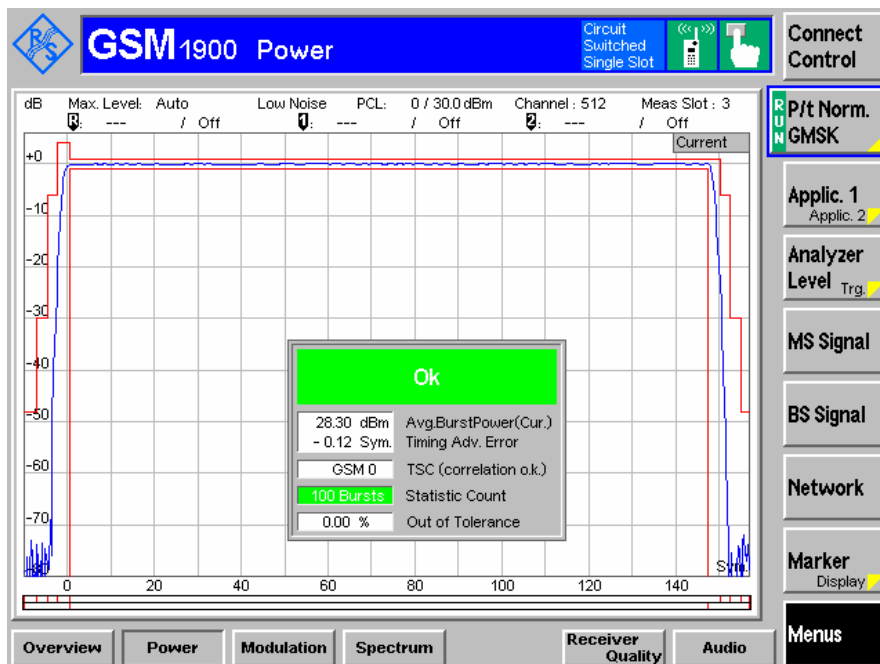 R&S
GSM 1900 Power
Circuit
Switched
Single Slot
Connect
Control
dB Max. Level: Auto Low Noise PCL: 0 / 30.0 dBm Channel : 512 Meas Slot : 3
R: --- / Off 1: --- / Off 2: --- / Off
Current
+0
-10
-20
-30
-40
-50
-60
-70
-80
Sym.
0 20 40 60 80 100 120 140
Ok
28.30 dBm Avg.BurstPower(Cur.)
- 0.12 Sym. Timing Adv. Error
GSM 0 TSC (correlation o.k.)
100 Bursts Statistic Count
0.00 % Out of Tolerance
RUN
P/t Norm.
GMSK
Applic. 1
Applic. 2
Analyzer
Level Trg.
MS Signal
BS Signal
Network
Marker
Display
Menus
Overview Power Modulation Spectrum Receiver Quality Audio